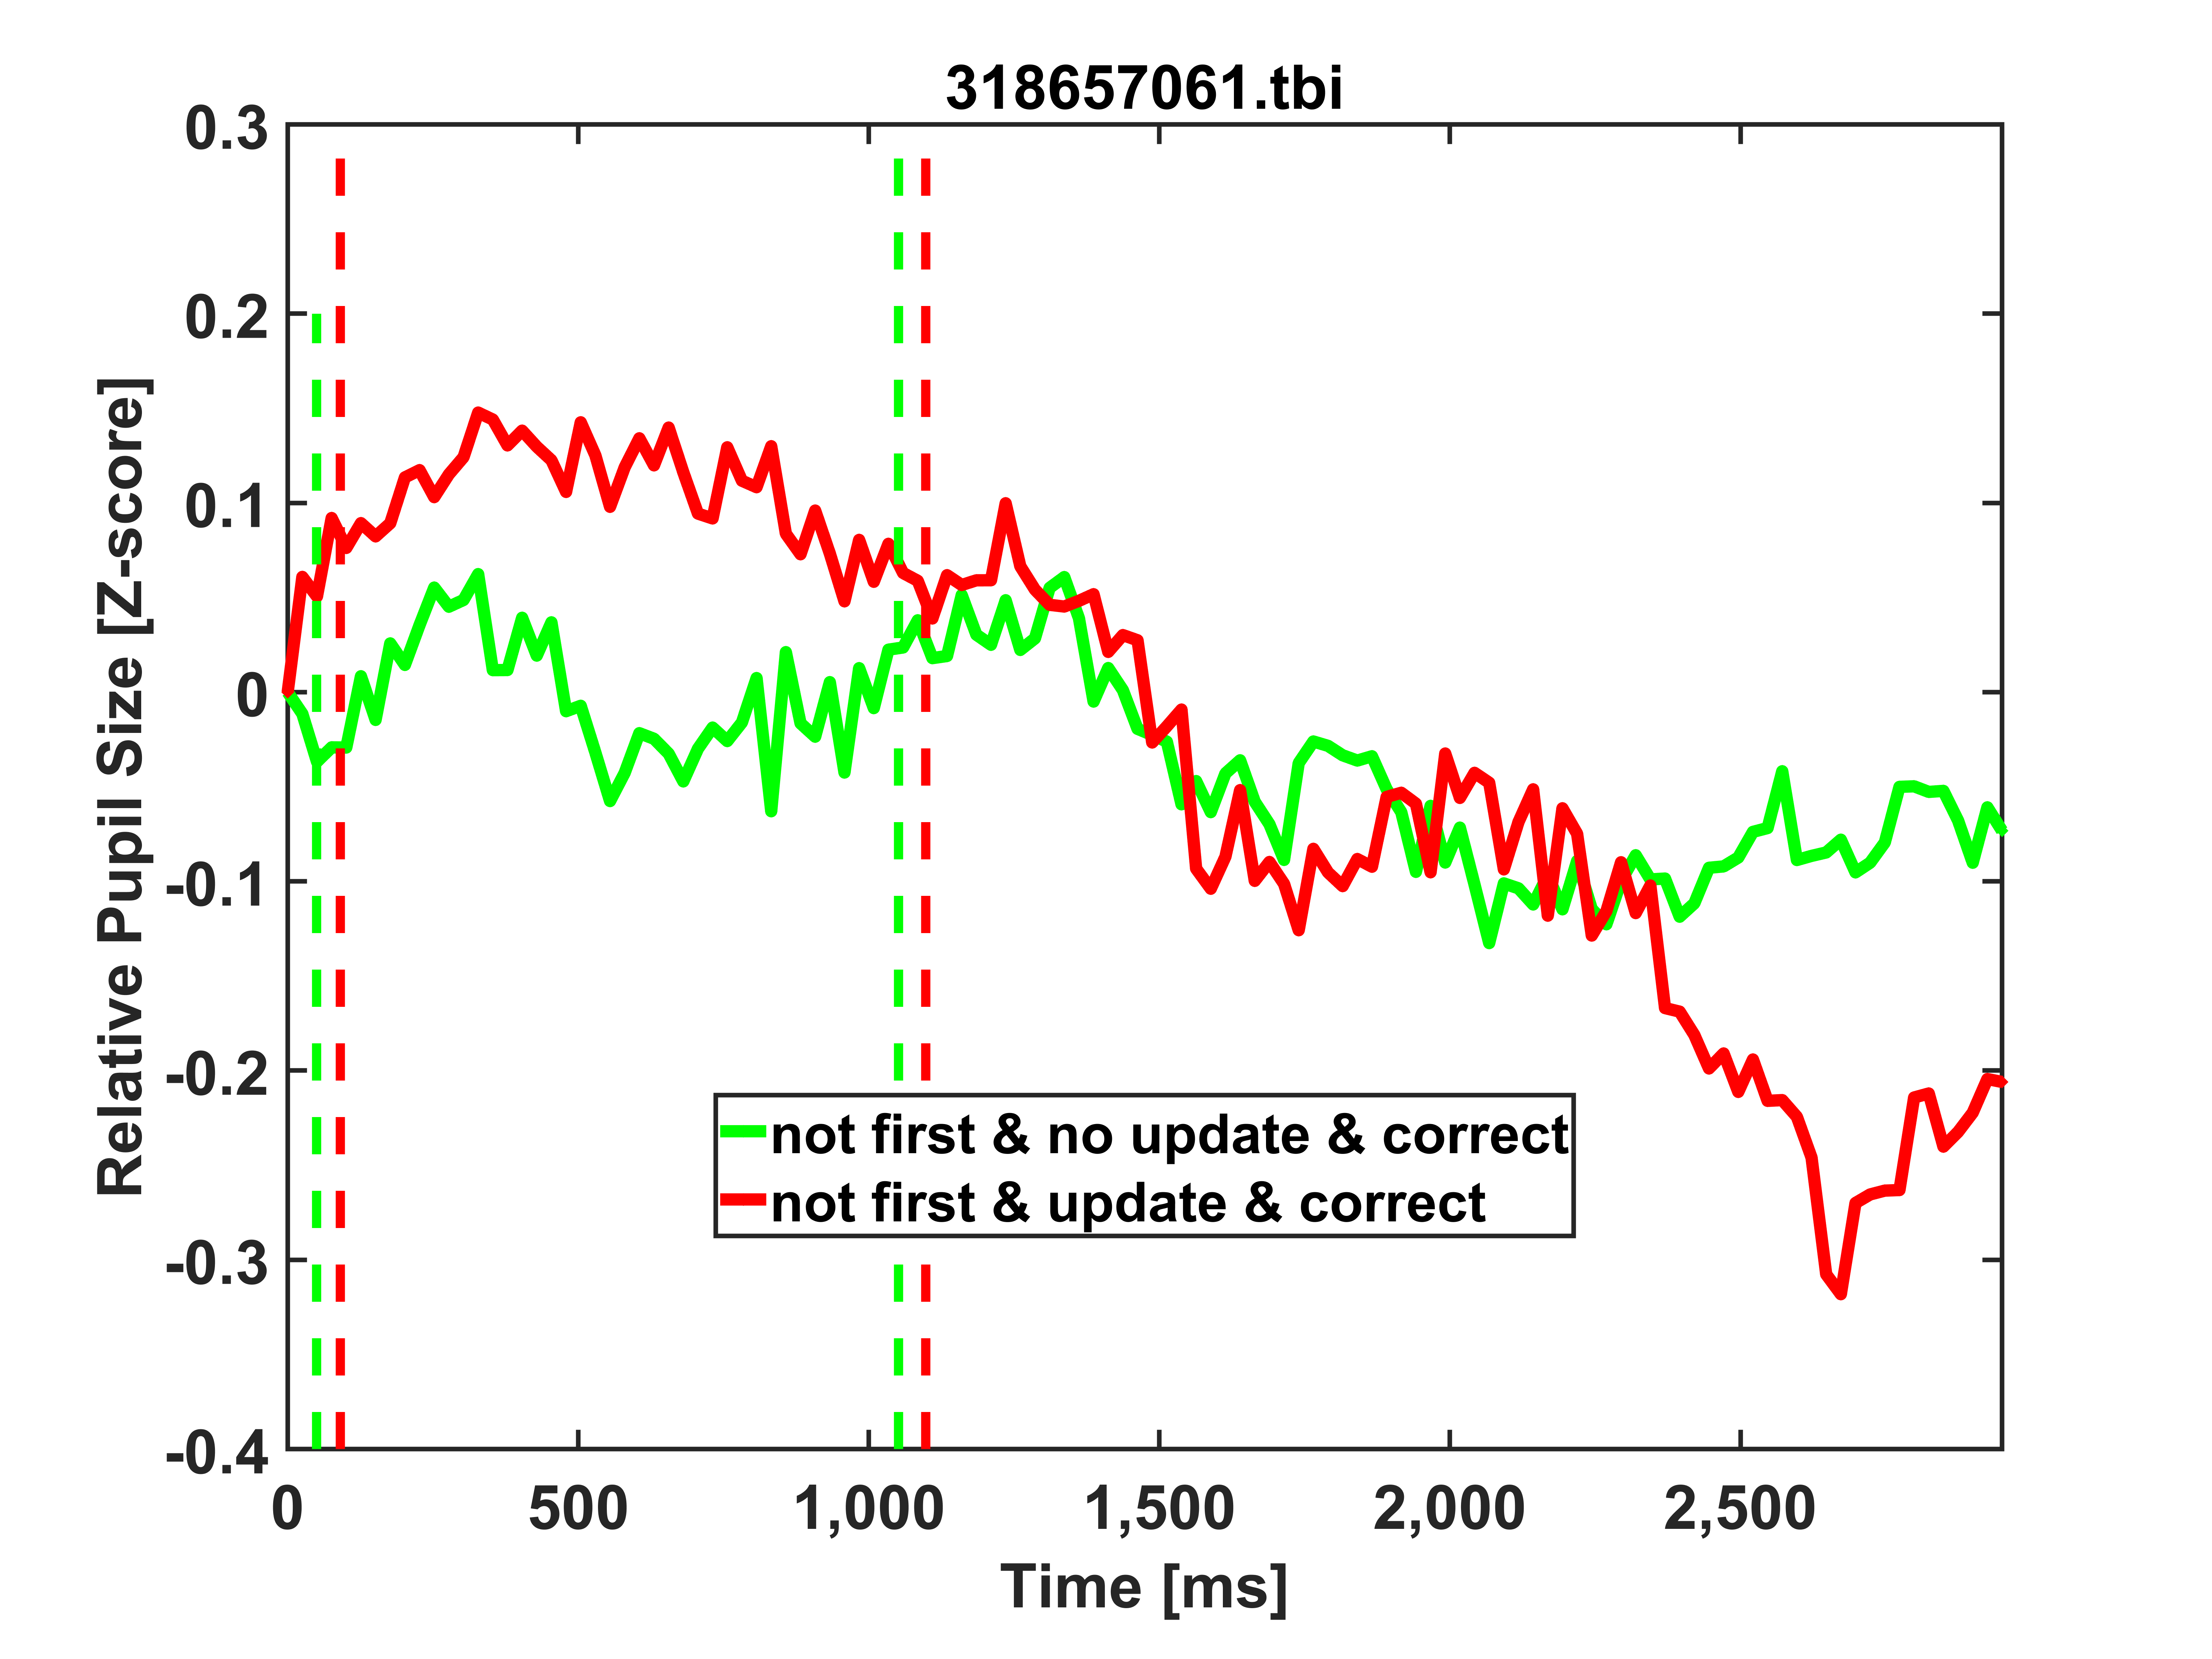 318657061.tbi
0.3
0.2
0.1
0
-0.1
-0.2
-0.3
-0.4
Relative Pupil Size [Z-score]
not first & no update & correct
not first & update & correct
0 500 1,000 1,500 2,000 2,500
Time [ms]